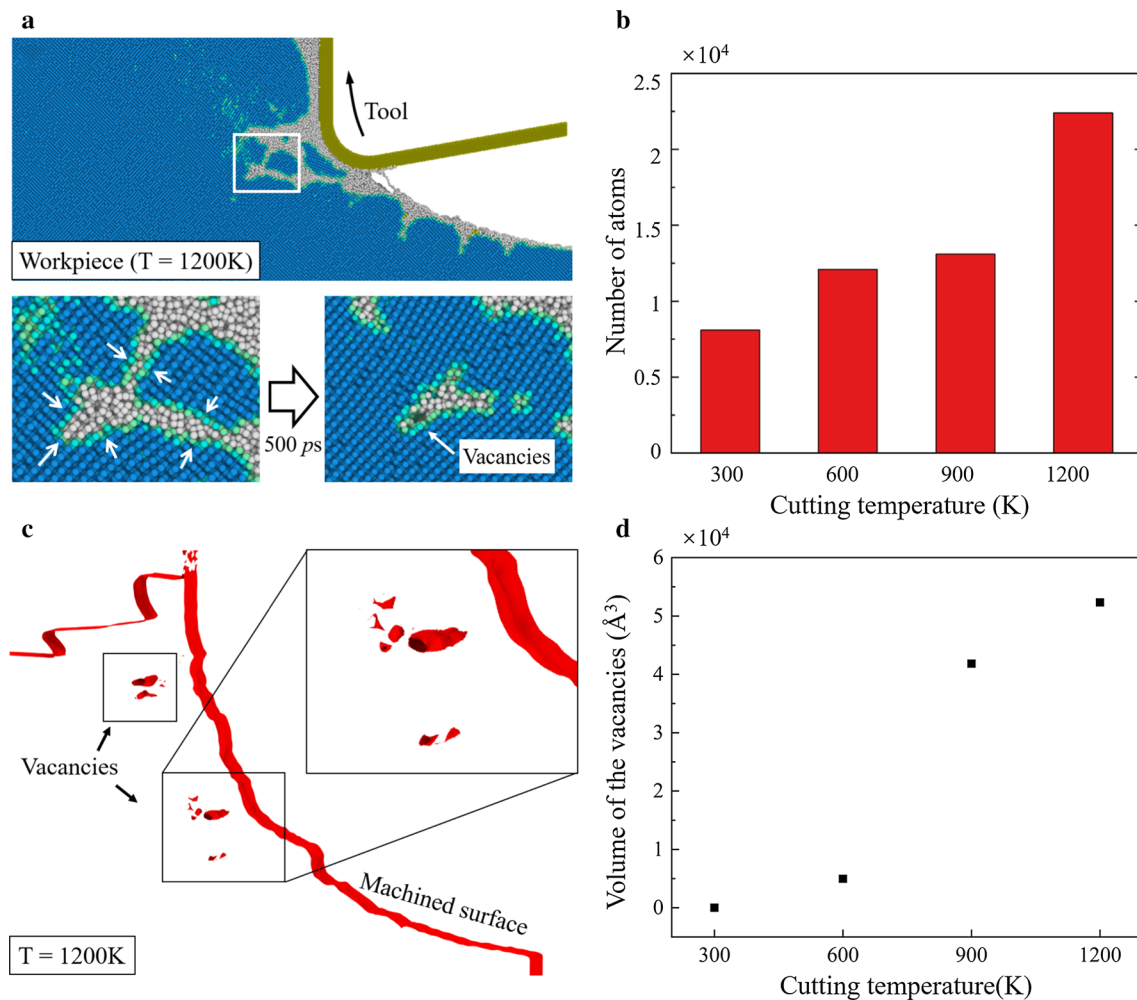 a
Tool
Workpiece (T = 1200K)
500 ps
Vacancies
b
×10⁴
2.5
2.0
1.5
1.0
0.5
0
Number of atoms
300 600 900 1200
Cutting temperature (K)
c
Vacancies
Machined surface
T = 1200K
d
×10⁴
6
5
4
3
2
1
0
Volume of the vacancies (Å³)
300 600 900 1200
Cutting temperature(K)